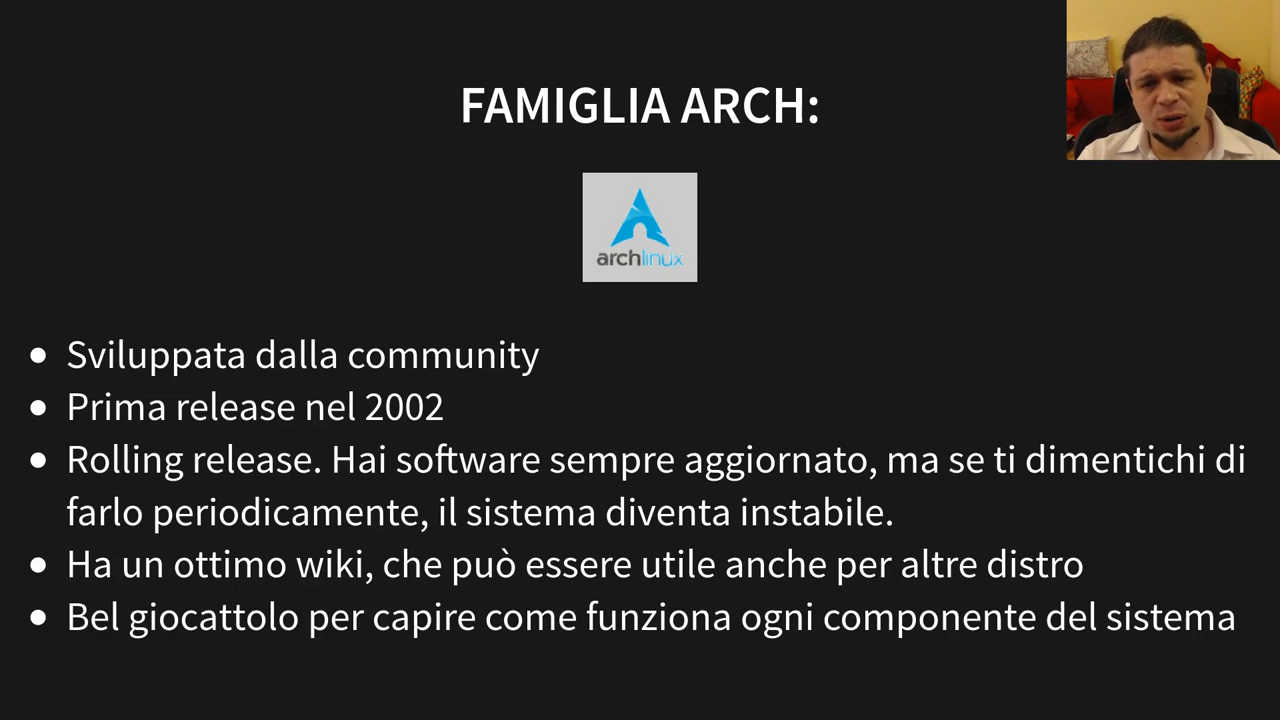 FAMIGLIA ARCH:
archlinux
Sviluppata dalla community
Prima release nel 2002
Rolling release. Hai software sempre aggiornato, ma se ti dimentichi di
farlo periodicamente, il sistema diventa instabile.
Ha un ottimo wiki, che può essere utile anche per altre distro
Bel giocattolo per capire come funziona ogni componente del sistema